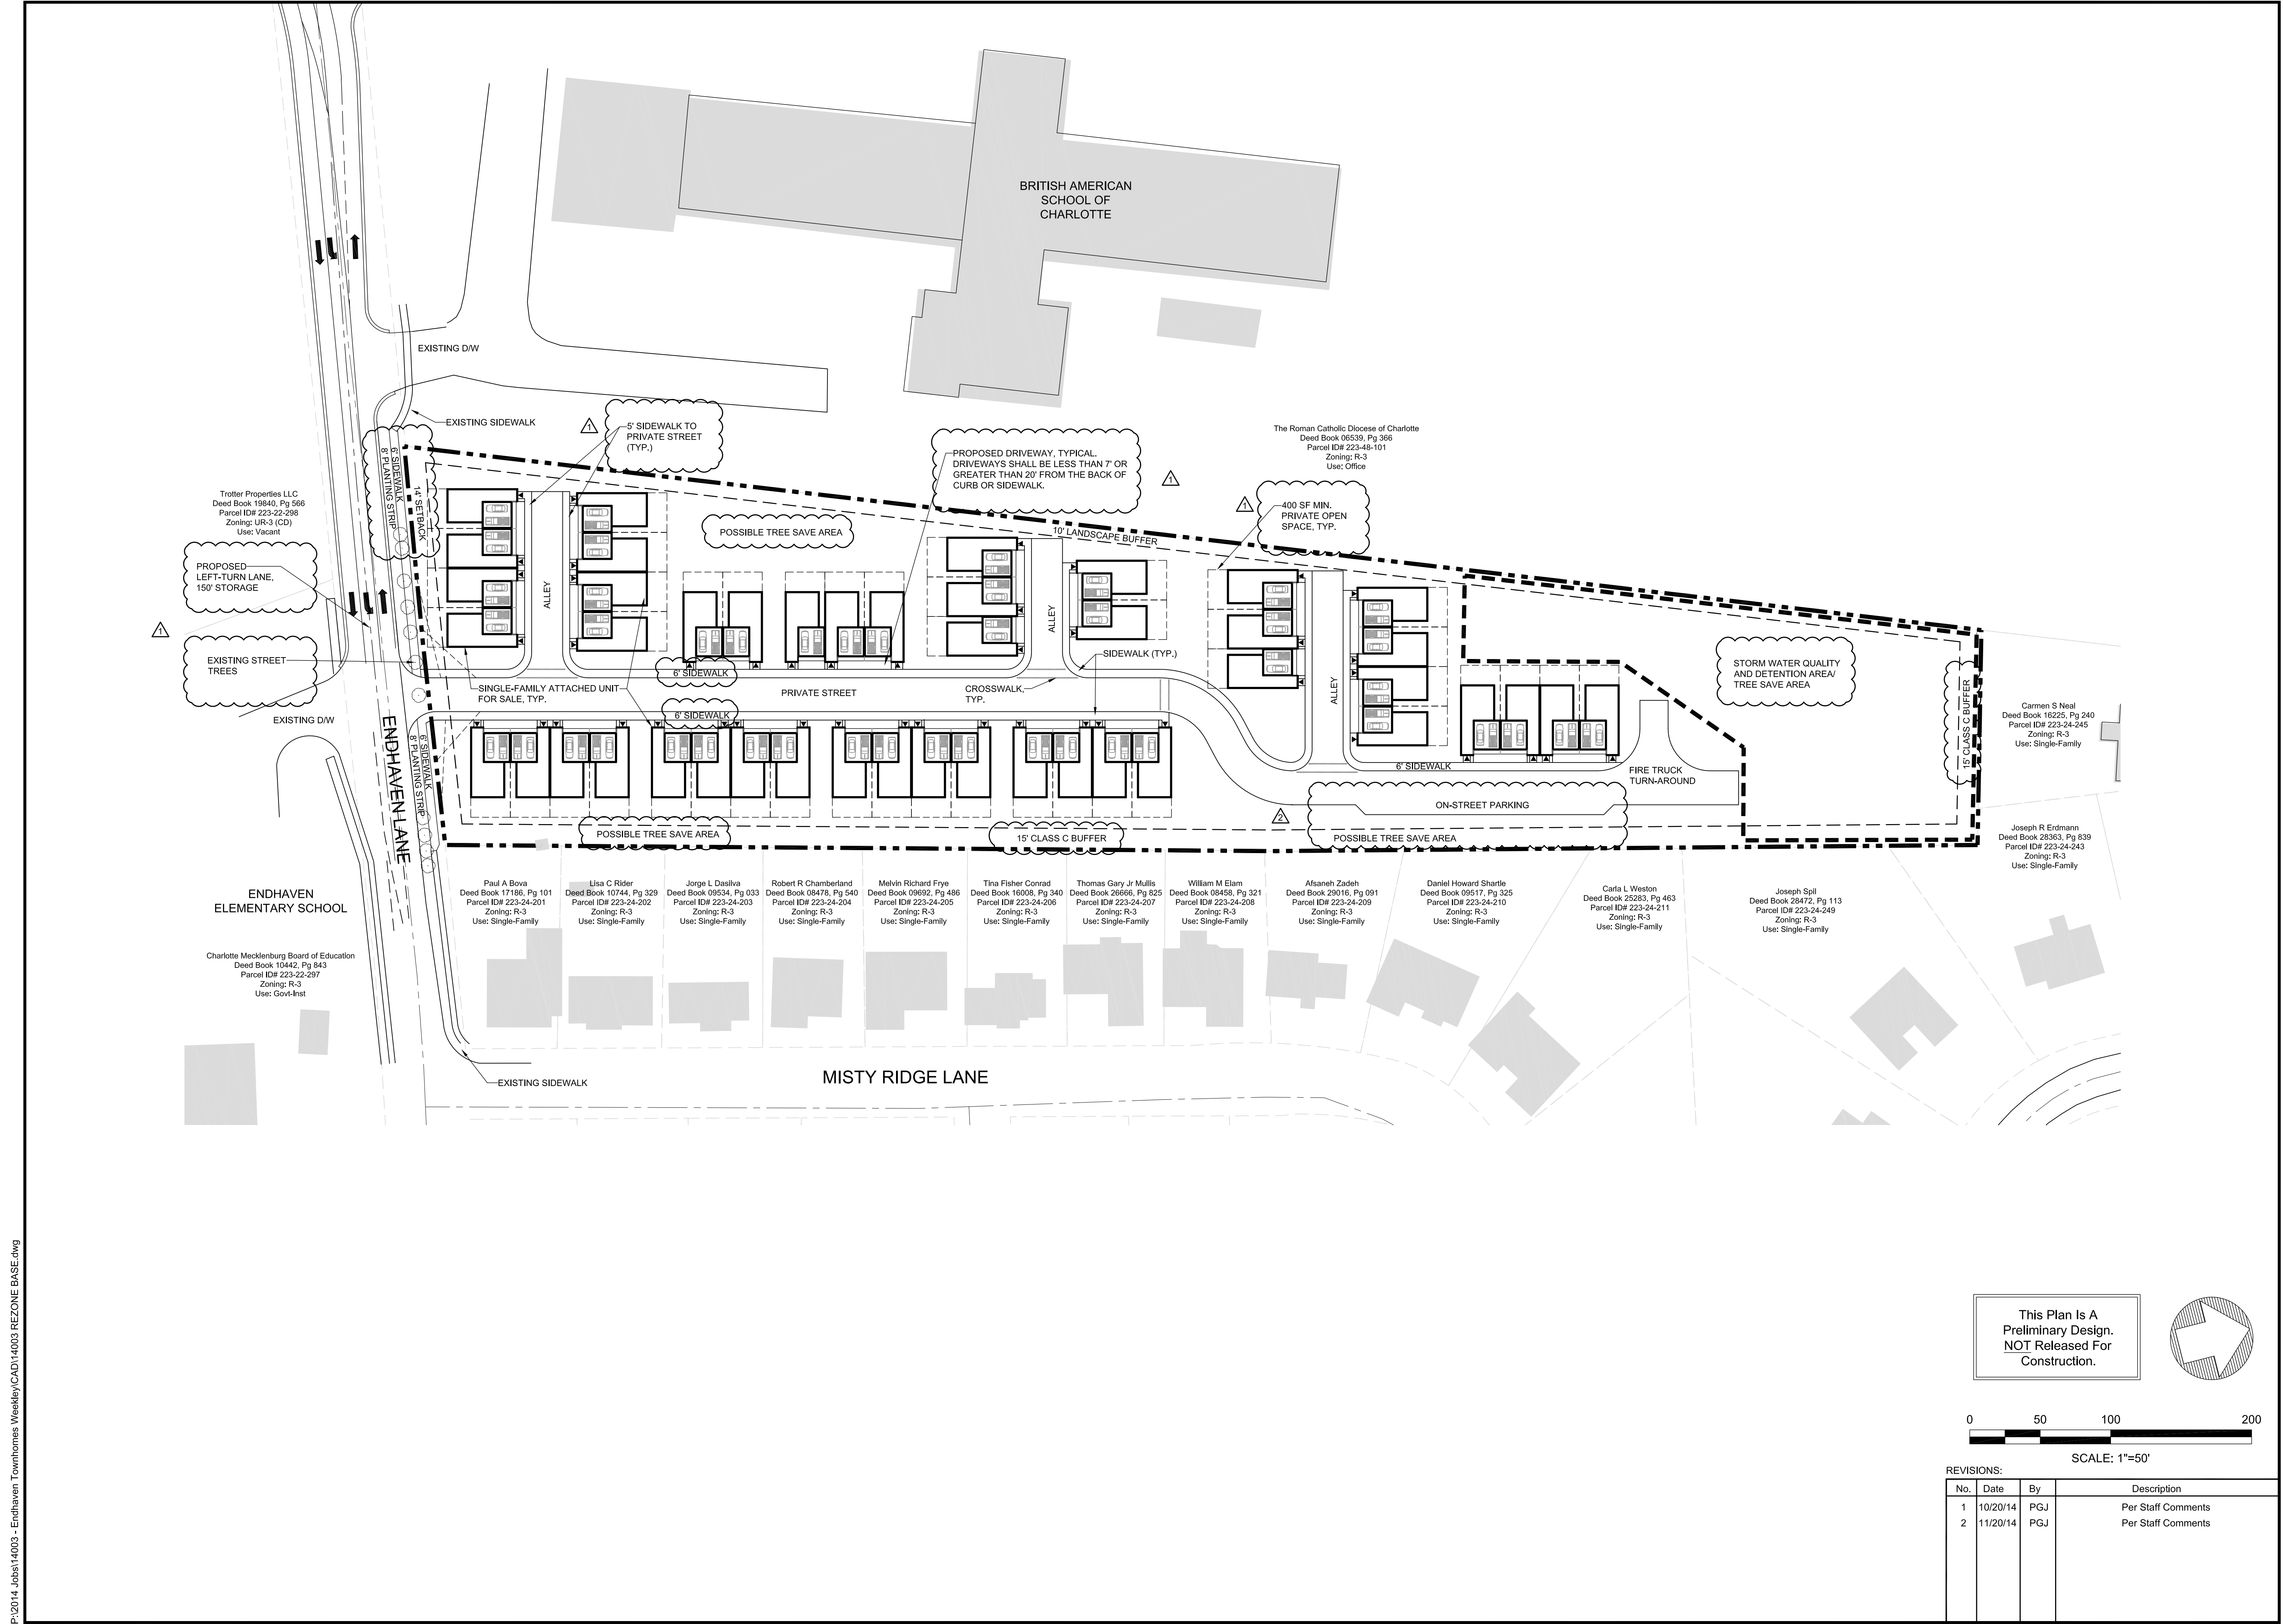 BRITISH AMERICAN
SCHOOL OF
CHARLOTTE
EXISTING D/W
EXISTING SIDEWALK
1
5' SIDEWALK TO
PRIVATE STREET
(TYP.)
PROPOSED DRIVEWAY, TYPICAL.
DRIVEWAYS SHALL BE LESS THAN 7' OR
GREATER THAN 20' FROM THE BACK OF
CURB OR SIDEWALK.
1
The Roman Catholic Diocese of Charlotte
Deed Book 06539, Pg 366
Parcel ID# 223-48-101
Zoning: R-3
Use: Office
1
400 SF MIN.
PRIVATE OPEN
SPACE, TYP.
6' SIDEWALK
8' PLANTING STRIP
14' SETBACK
Trotter Properties LLC
Deed Book 19840, Pg 566
Parcel ID# 223-22-298
Zoning: UR-3 (CD)
Use: Vacant
PROPOSED
LEFT-TURN LANE,
150' STORAGE
1
EXISTING STREET
TREES
EXISTING D/W
POSSIBLE TREE SAVE AREA
10' LANDSCAPE BUFFER
ALLEY
ALLEY
ALLEY
SINGLE-FAMILY ATTACHED UNIT
FOR SALE, TYP.
6' SIDEWALK
PRIVATE STREET
6' SIDEWALK
CROSSWALK,
TYP.
SIDEWALK (TYP.)
STORM WATER QUALITY
AND DETENTION AREA/
TREE SAVE AREA
15' CLASS C BUFFER
6' SIDEWALK
FIRE TRUCK
TURN-AROUND
ON-STREET PARKING
2
POSSIBLE TREE SAVE AREA
15' CLASS C BUFFER
POSSIBLE TREE SAVE AREA
ENDHAVEN LANE
6' SIDEWALK
8' PLANTING STRIP
Carmen S Neal
Deed Book 16225, Pg 240
Parcel ID# 223-24-245
Zoning: R-3
Use: Single-Family
Joseph R Erdmann
Deed Book 28363, Pg 839
Parcel ID# 223-24-243
Zoning: R-3
Use: Single-Family
ENDHAVEN
ELEMENTARY SCHOOL
Charlotte Mecklenburg Board of Education
Deed Book 10442, Pg 843
Parcel ID# 223-22-297
Zoning: R-3
Use: Govt-Inst
Paul A Bova
Deed Book 17186, Pg 101
Parcel ID# 223-24-201
Zoning: R-3
Use: Single-Family
Lisa C Rider
Deed Book 10744, Pg 329
Parcel ID# 223-24-202
Zoning: R-3
Use: Single-Family
Jorge L Dasilva
Deed Book 09534, Pg 033
Parcel ID# 223-24-203
Zoning: R-3
Use: Single-Family
Robert R Chamberland
Deed Book 08478, Pg 540
Parcel ID# 223-24-204
Zoning: R-3
Use: Single-Family
Melvin Richard Frye
Deed Book 09692, Pg 486
Parcel ID# 223-24-205
Zoning: R-3
Use: Single-Family
Tina Fisher Conrad
Deed Book 16008, Pg 340
Parcel ID# 223-24-206
Zoning: R-3
Use: Single-Family
Thomas Gary Jr Mullis
Deed Book 26666, Pg 825
Parcel ID# 223-24-207
Zoning: R-3
Use: Single-Family
William M Elam
Deed Book 08458, Pg 321
Parcel ID# 223-24-208
Zoning: R-3
Use: Single-Family
Afsaneh Zadeh
Deed Book 29016, Pg 091
Parcel ID# 223-24-209
Zoning: R-3
Use: Single-Family
Daniel Howard Shartle
Deed Book 09517, Pg 325
Parcel ID# 223-24-210
Zoning: R-3
Use: Single-Family
Carla L Weston
Deed Book 25283, Pg 463
Parcel ID# 223-24-211
Zoning: R-3
Use: Single-Family
Joseph Spil
Deed Book 28472, Pg 113
Parcel ID# 223-24-249
Zoning: R-3
Use: Single-Family
EXISTING SIDEWALK
MISTY RIDGE LANE
This Plan Is A
Preliminary Design.
NOT Released For
Construction.
0 50 100 200
SCALE: 1"=50'
REVISIONS:
No. Date By Description
1 10/20/14 PGJ Per Staff Comments
2 11/20/14 PGJ Per Staff Comments
P:\2014 Jobs\14003 - Endhaven Townhomes Weekley\CAD\14003 REZONE BASE.dwg